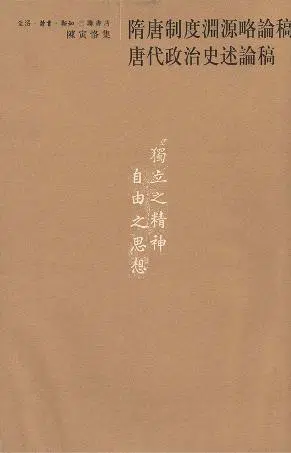 生活·讀書·新知 三聯書店
陳寅恪集
隋唐制度淵源略論稿
唐代政治史述論稿
獨立之精神
自由之思想